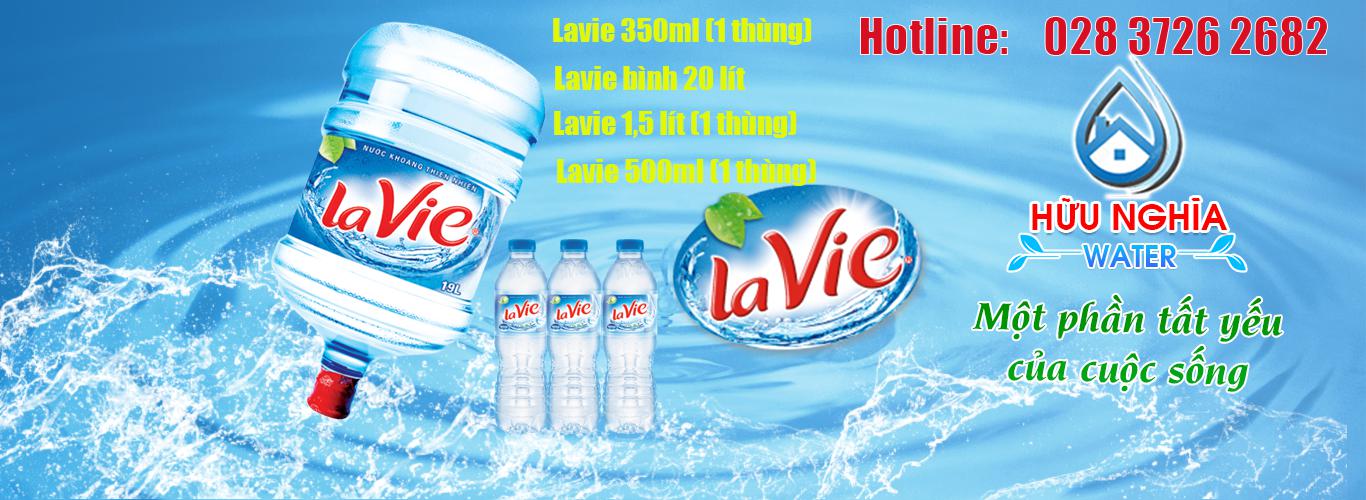 Lavie 350ml (1 thùng)
Lavie bình 20 lít
Lavie 1,5 lít (1 thùng)
Lavie 500ml (1 thùng)
Hotline: 028 3726 2682
NƯỚC KHOÁNG THIÊN NHIÊN
laVie
19L
laVie
laVie
laVie
laVie
HỮU NGHĨA
WATER
Một phần tất yếu
của cuộc sống